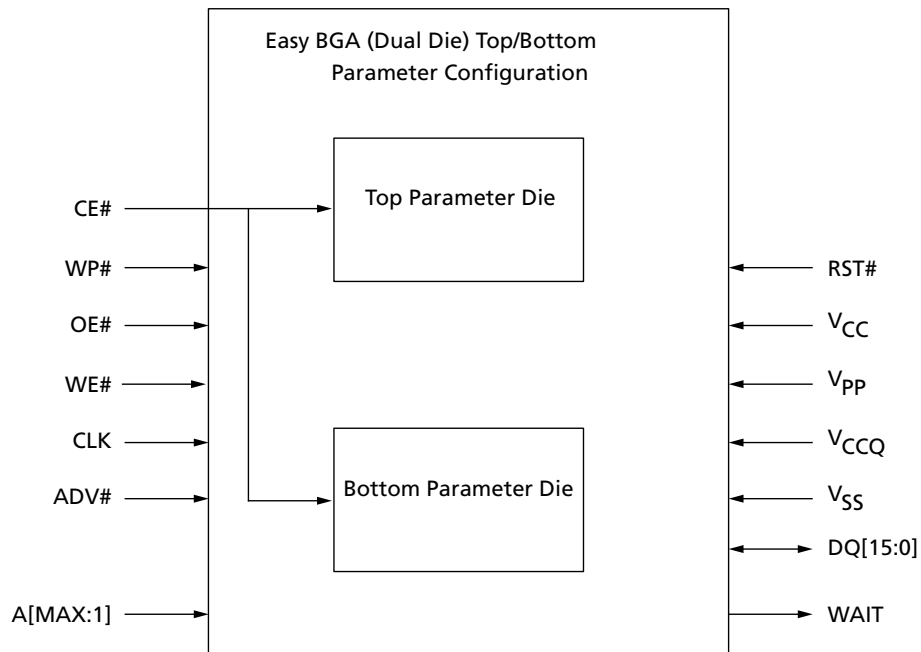 Easy BGA (Dual Die) Top/Bottom
Parameter Configuration
Top Parameter Die
Bottom Parameter Die
CE#
WP#
OE#
WE#
CLK
ADV#
A[MAX:1]
RST#
VCC
VPP
VCCQ
VSS
DQ[15:0]
WAIT